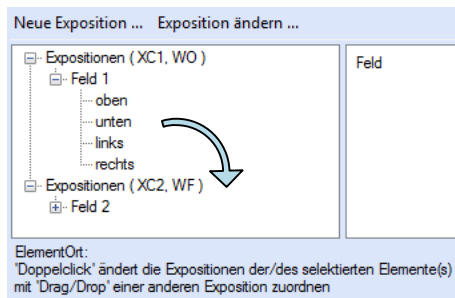 Neue Exposition ... Exposition ändern ...
Expositionen ( XC1, WO )
Feld
Feld 1
oben
unten
links
rechts
Expositionen ( XC2, WF )
Feld 2
ElementOrt:
'Doppelclick' ändert die Expositionen der/des selektierten Elemente(s)
mit 'Drag/Drop' einer anderen Exposition zuordnen